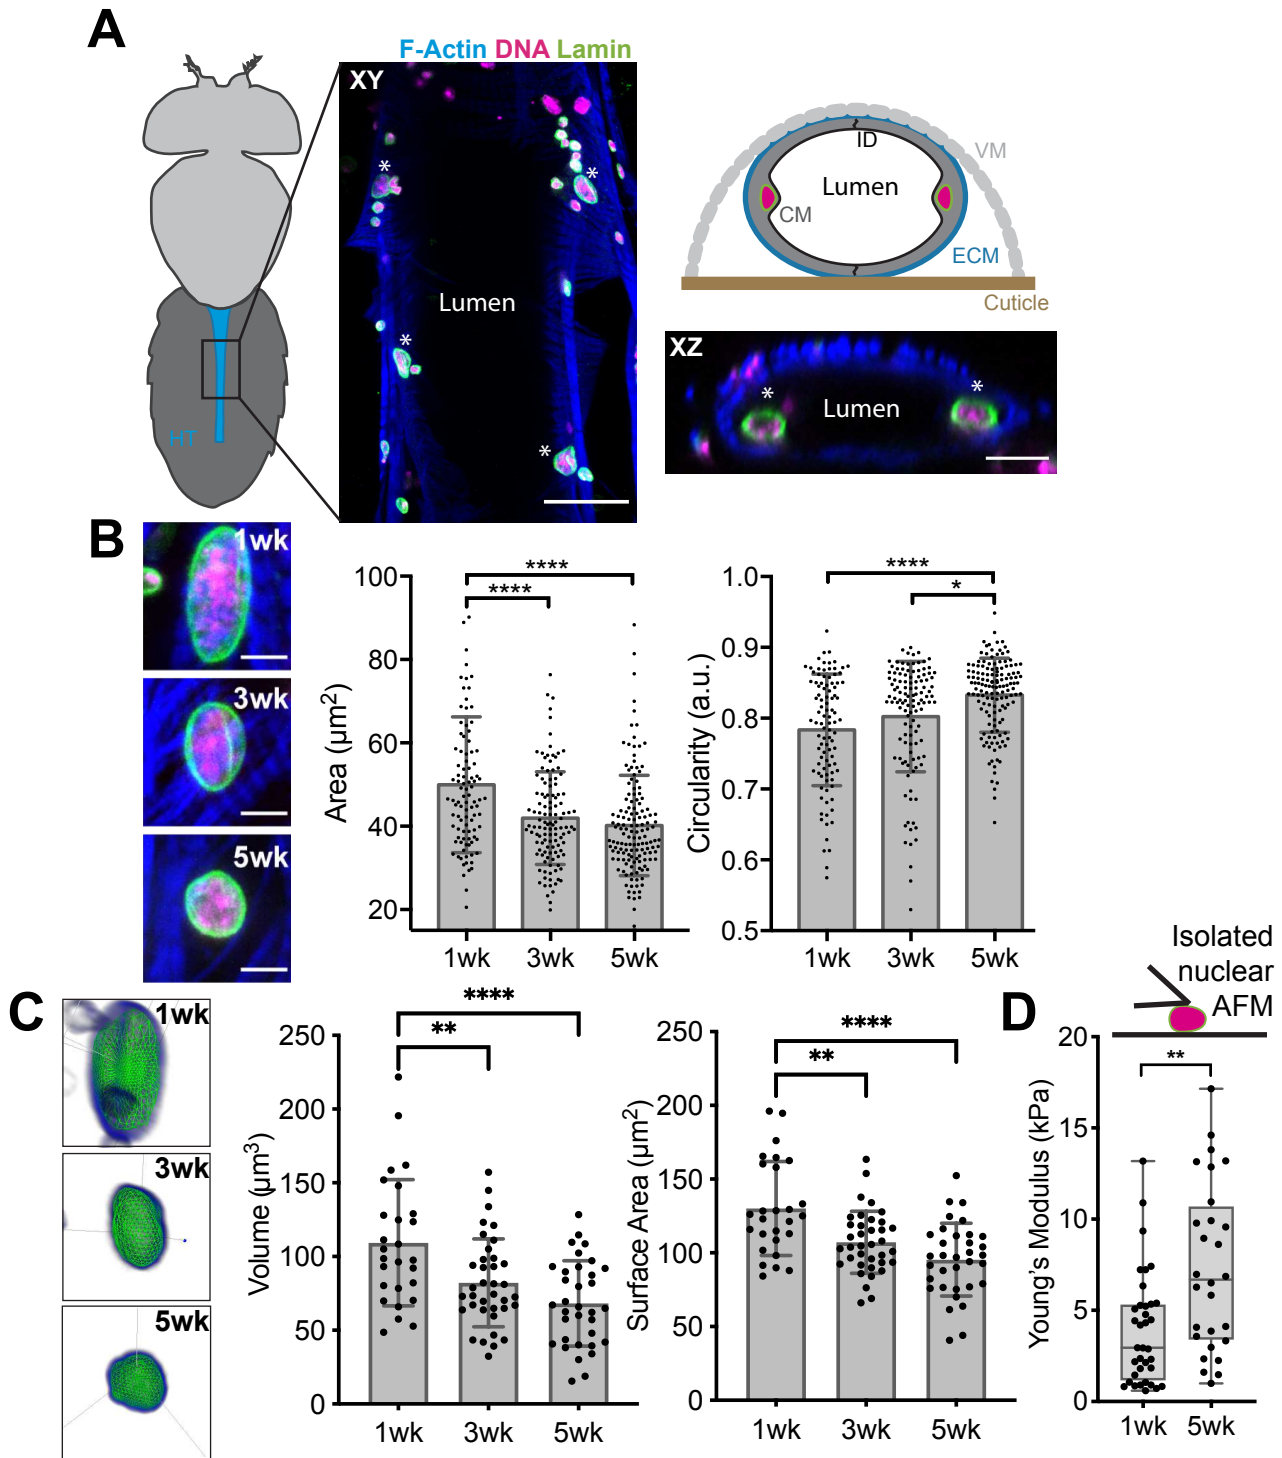 A
F-Actin DNA Lamin
XY
*
*
*
*
Lumen
HT
ID
VM
Lumen
CM
ECM
Cuticle
XZ
*
*
Lumen
B
1wk
3wk
5wk
Area (µm²)
100
80
60
40
20
****
****
1wk 3wk 5wk
Circularity (a.u.)
1.0
0.9
0.8
0.7
0.6
0.5
****
*
1wk 3wk 5wk
C
1wk
3wk
5wk
Volume (µm³)
250
200
150
100
50
0
****
**
1wk 3wk 5wk
Surface Area (µm²)
250
200
150
100
50
0
****
**
1wk 3wk 5wk
D
Isolated
nuclear
AFM
Young's Modulus (kPa)
20
15
10
5
0
**
1wk 5wk